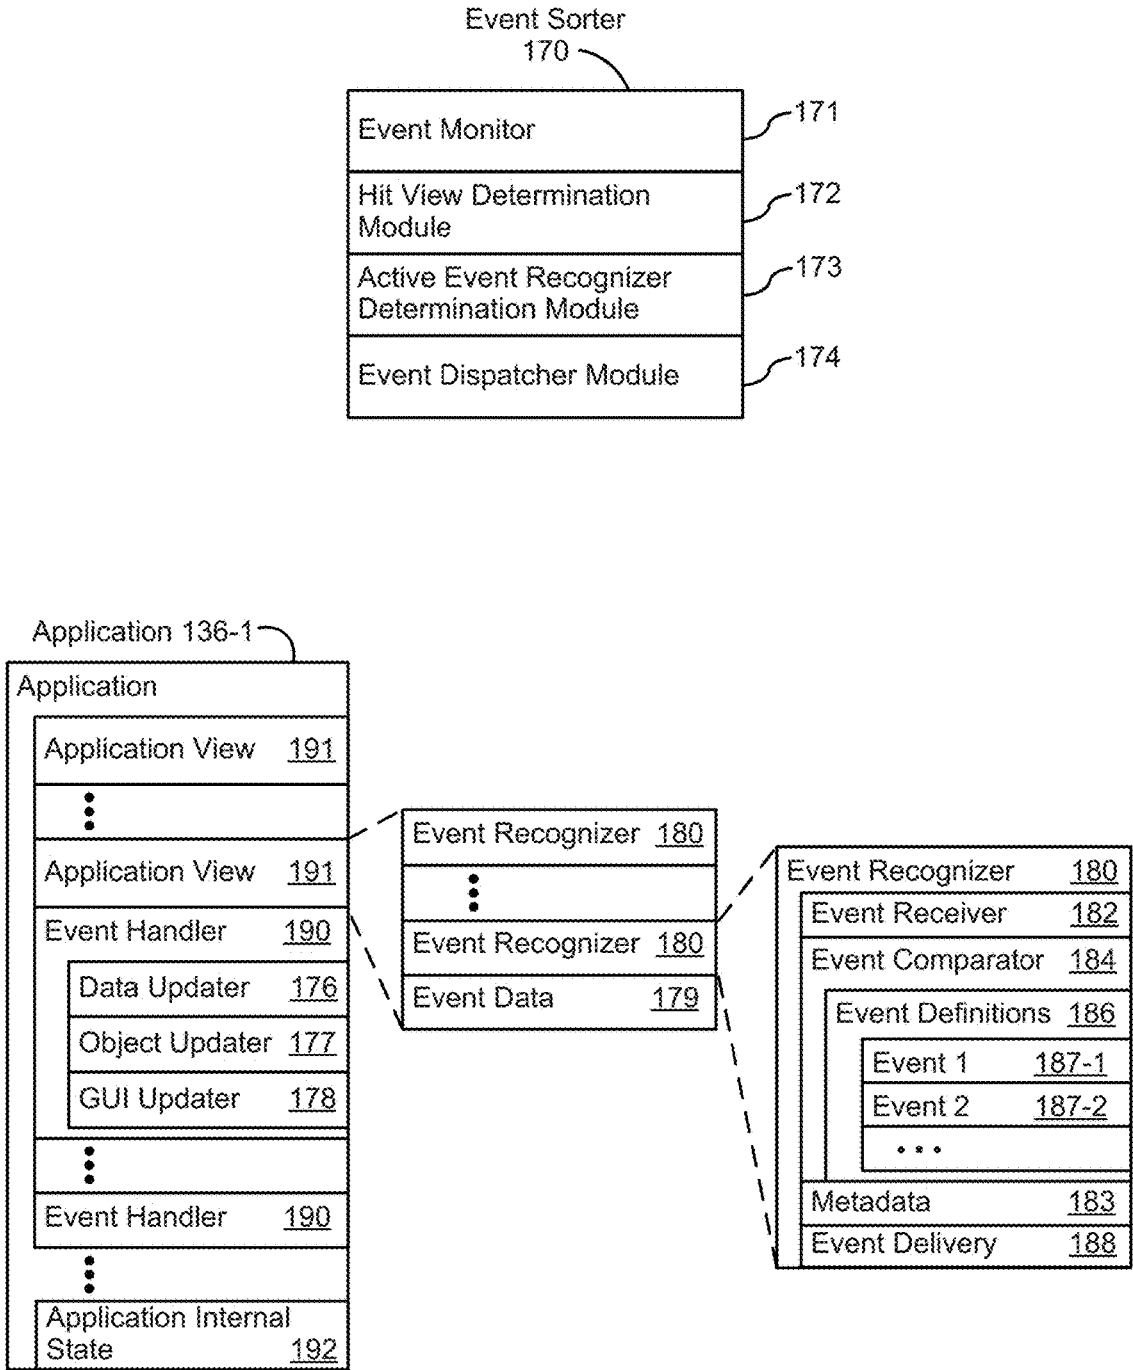 Event Sorter
170
Event Monitor
171
Hit View Determination
Module
172
Active Event Recognizer
Determination Module
173
Event Dispatcher Module
174
Application 136-1
Application
Application View 191
Application View 191
Event Handler 190
Data Updater 176
Object Updater 177
GUI Updater 178
Event Handler 190
Application Internal
State 192
Event Recognizer 180
Event Recognizer 180
Event Data 179
Event Recognizer 180
Event Receiver 182
Event Comparator 184
Event Definitions 186
Event 1 187-1
Event 2 187-2
Metadata 183
Event Delivery 188